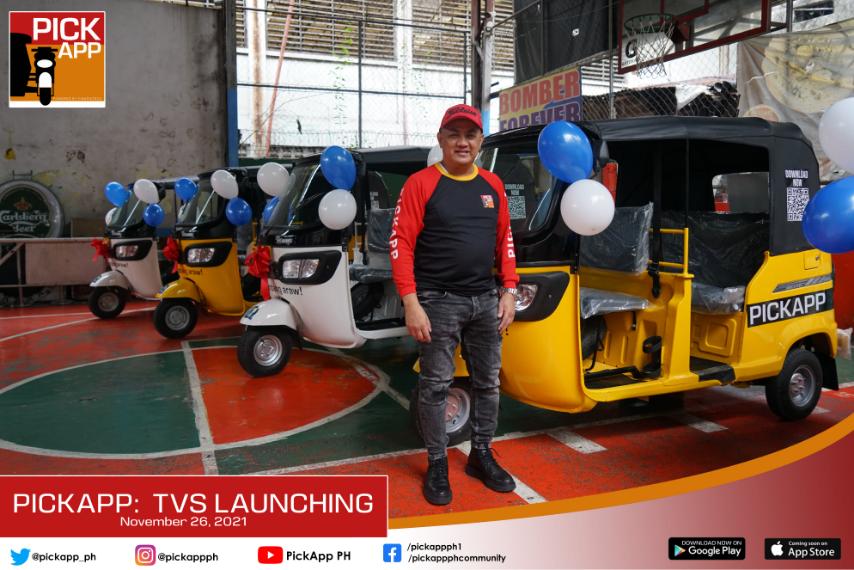 PICK
APP
Carlsberg
Beer
BOMBER
FOREVER
DOWNLOAD
NOW
araw!
PICKAPP
PICKAPP
PICKAPP: TVS LAUNCHING
November 26, 2021
@pickapp_ph
@pickappph
PickApp PH
/pickappph1
/pickappphcommunity
DOWNLOAD NOW ON
Google Play
Coming soon on
App Store